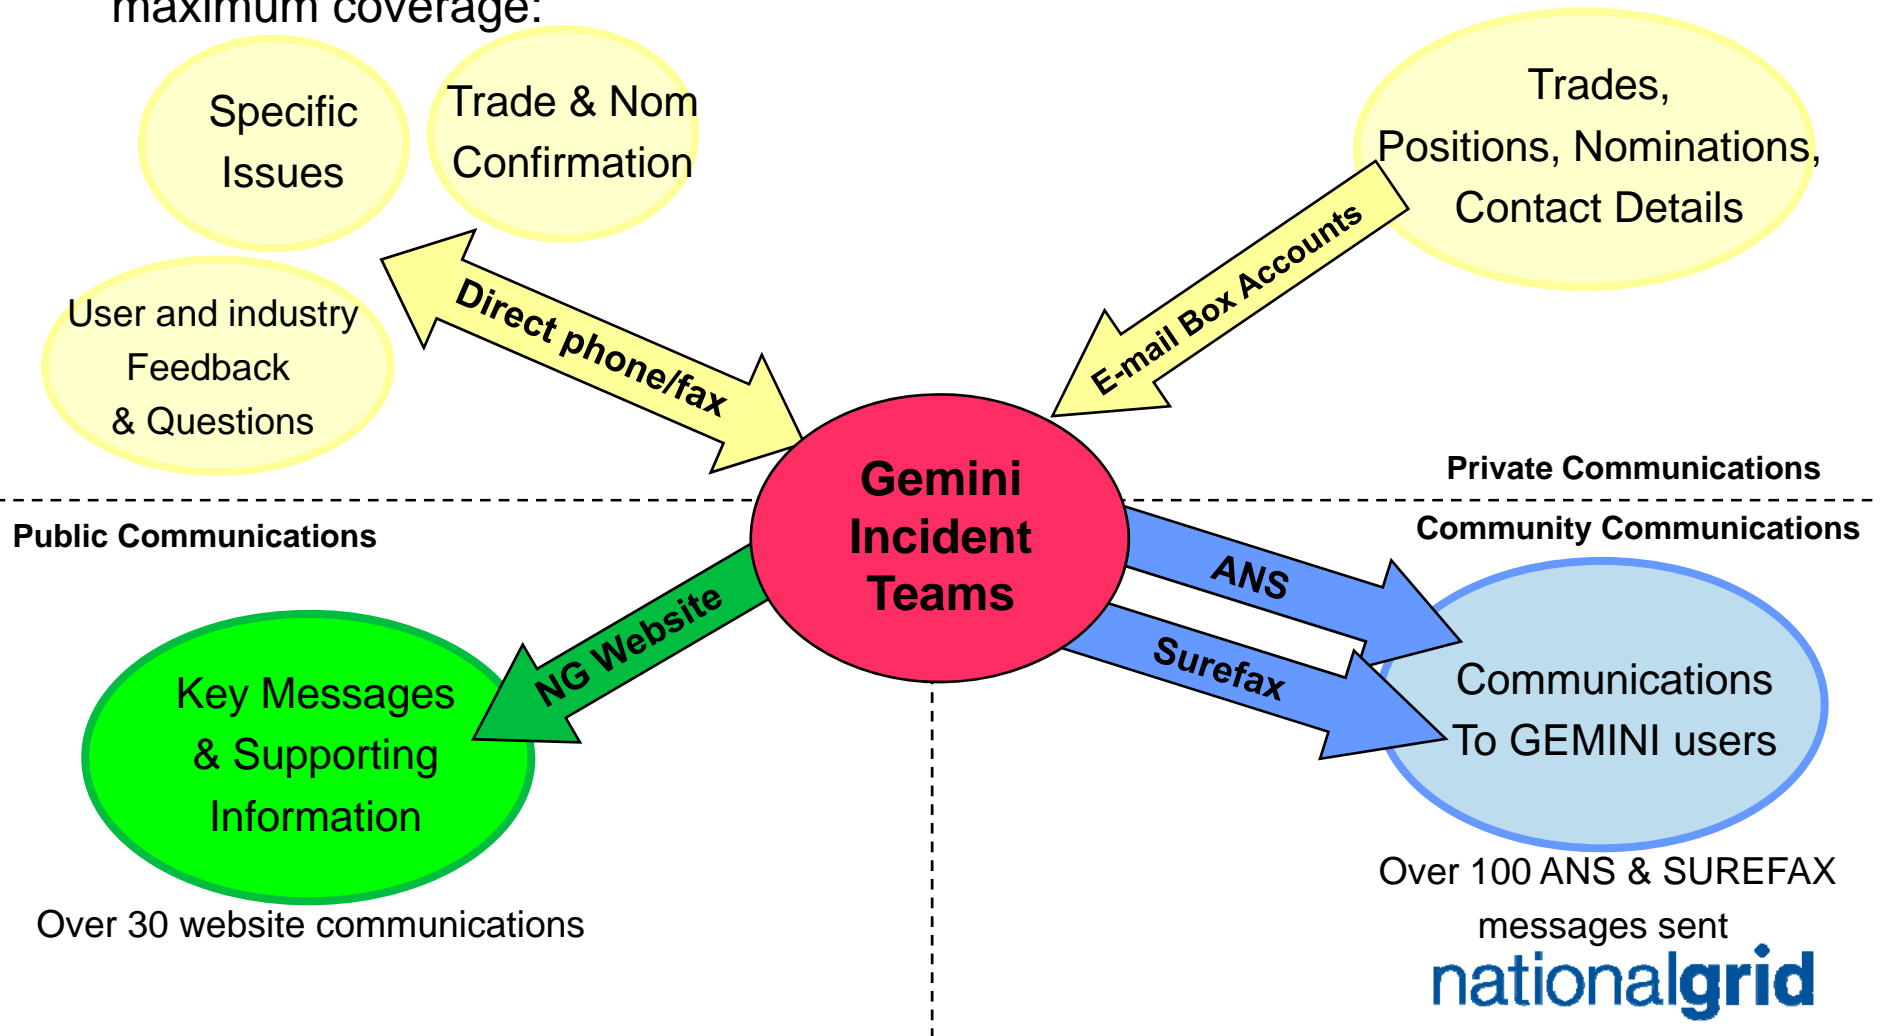 maximum coverage:
Specific
Issues
Trade & Nom
Confirmation
Trades,
Positions, Nominations,
Contact Details
User and industry
Feedback
& Questions
Direct phone/fax
E-mail Box Accounts
Gemini
Incident
Teams
Private Communications
Public Communications
Community Communications
NG Website
ANS
Surefax
Key Messages
& Supporting
Information
Communications
To GEMINI users
Over 30 website communications
Over 100 ANS & SUREFAX
messages sent
nationalgrid